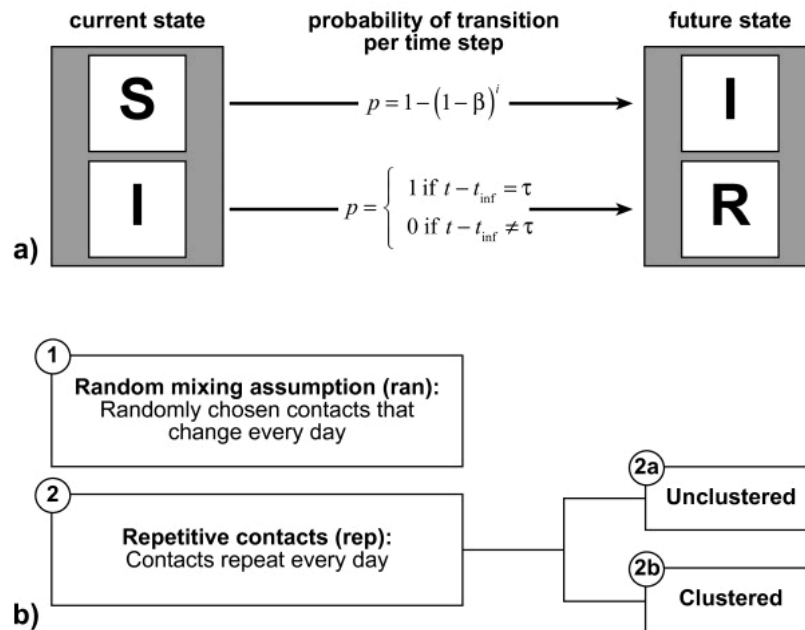 current state
probability of transition
per time step
future state
S
p = 1 − (1 − β)^i
I
I
p = { 1 if t − t_inf = τ
0 if t − t_inf ≠ τ
R
a)
1
Random mixing assumption (ran):
Randomly chosen contacts that
change every day
2
Repetitive contacts (rep):
Contacts repeat every day
2a
Unclustered
2b
Clustered
b)